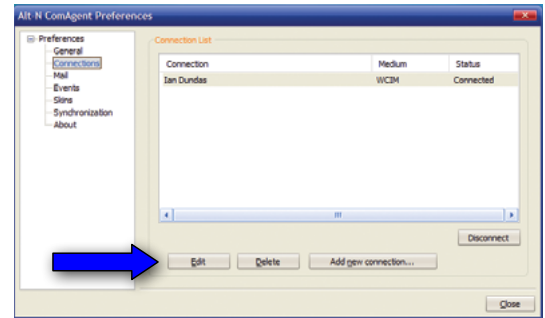 Alt-N ComAgent Preferences
Preferences
General
Connections
Mail
Events
Skins
Synchronization
About
Connection List
Connection Medium Status
Ian Dundas WCIM Connected
Disconnect
Edit Delete Add new connection...
Close